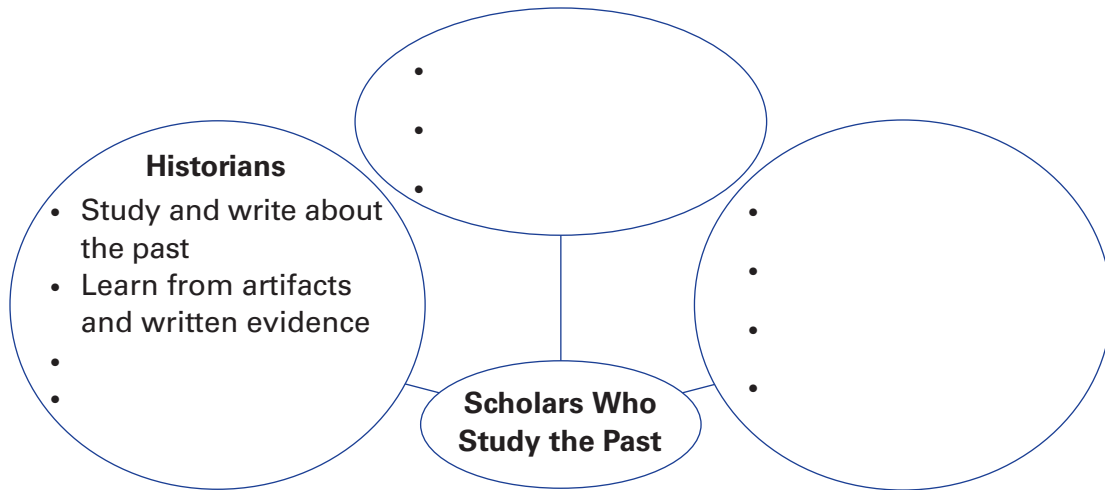 •
•
•
Historians
• Study and write about
the past
• Learn from artifacts
and written evidence
•
•
•
•
•
•
Scholars Who
Study the Past